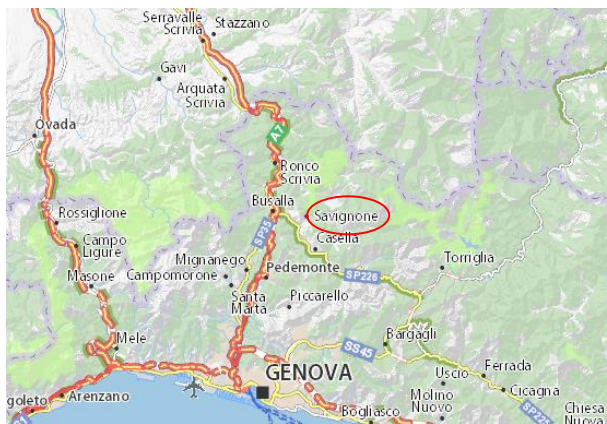 Serravalle
Scrivia
Stazzano
Gavi
Arquata
Scrivia
Ovada
A7
Ronco
Scrivia
Busalla
Savignone
Rossiglione
SP35
Casella
Campo
Ligure
Mignanego
Torriglia
Masone
Campomorone
Pedemonte
SP226
Santa
Marta
Piccarello
Mele
SS45
Bargagli
GENOVA
Uscio
Ferrada
goleto
Arenzano
Molino
Nuovo
Cicagna
Bogliasco
SP225
Chiesa
Nuova